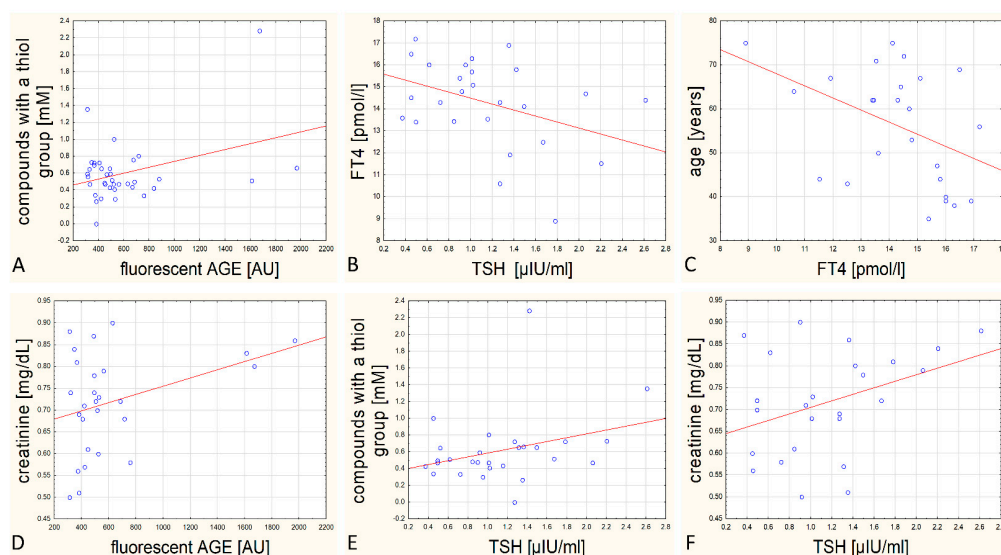 compounds with a thiol
group [mM]
2.4
2.2
2.0
1.8
1.6
1.4
1.2
1.0
0.8
0.6
0.4
0.2
0.0
-0.2
200 400 600 800 1000 1200 1400 1600 1800 2000 2200
A
fluorescent AGE [AU]
FT4 [pmol/l]
18
17
16
15
14
13
12
11
10
9
8
0.2 0.4 0.6 0.8 1.0 1.2 1.4 1.6 1.8 2.0 2.2 2.4 2.6 2.8
B
TSH [µIU/ml]
age [years]
80
70
60
50
40
30
8 9 10 11 12 13 14 15 16 17 18
C
FT4 [pmol/l]
creatinine [mg/dL]
0.95
0.90
0.85
0.80
0.75
0.70
0.65
0.60
0.55
0.50
0.45
200 400 600 800 1000 1200 1400 1600 1800 2000 2200
D
fluorescent AGE [AU]
compounds with a thiol
group [mM]
2.4
2.2
2.0
1.8
1.6
1.4
1.2
1.0
0.8
0.6
0.4
0.2
0.0
-0.2
0.2 0.4 0.6 0.8 1.0 1.2 1.4 1.6 1.8 2.0 2.2 2.4 2.6 2.8
E
TSH [µIU/ml]
creatinine [mg/dL]
0.95
0.90
0.85
0.80
0.75
0.70
0.65
0.60
0.55
0.50
0.45
0.2 0.4 0.6 0.8 1.0 1.2 1.4 1.6 1.8 2.0 2.2 2.4 2.6 2.8
F
TSH [µIU/ml]